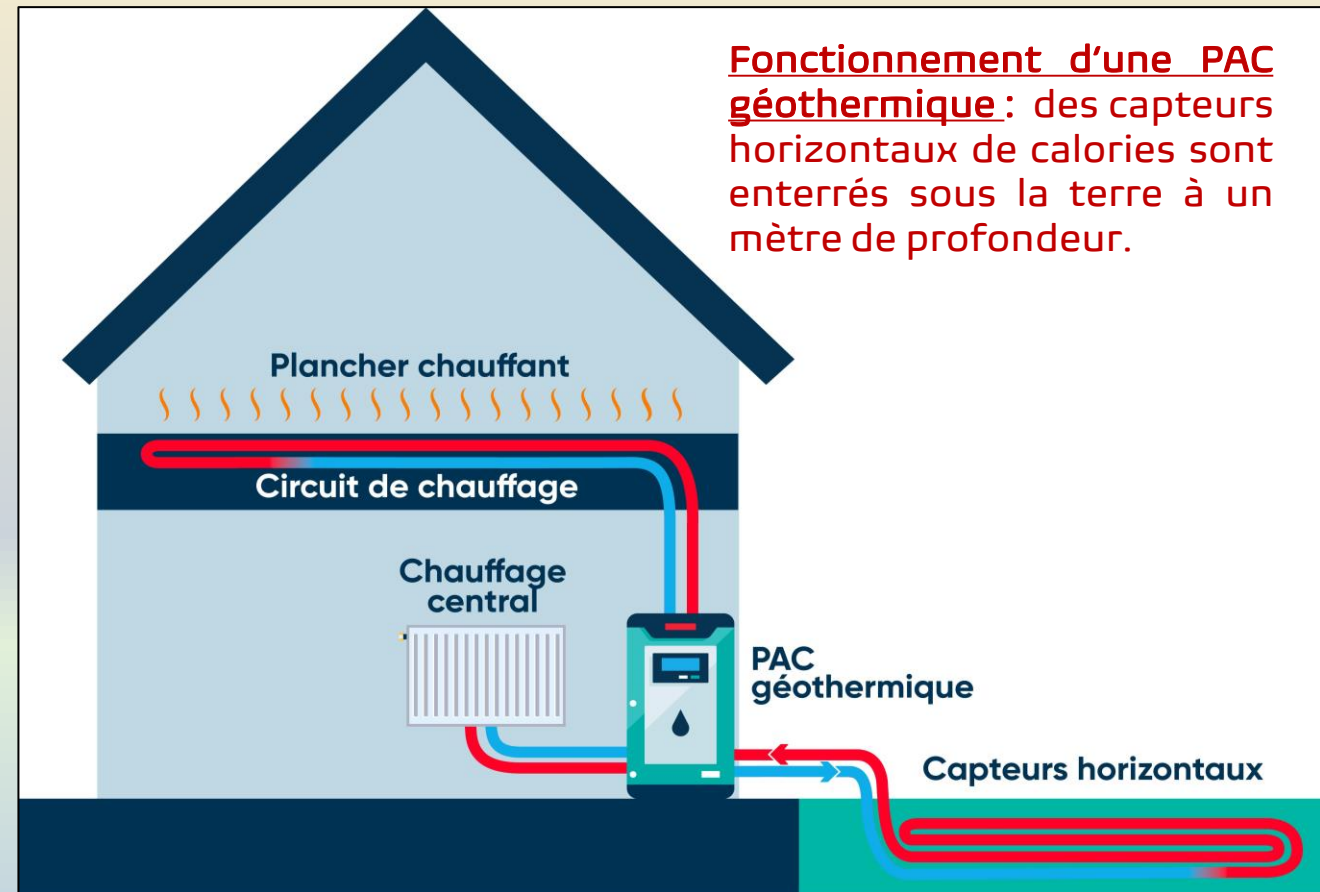 Fonctionnement d'une PAC
géothermique : des capteurs
horizontaux de calories sont
enterrés sous la terre à un
mètre de profondeur.
Plancher chauffant
Circuit de chauffage
Chauffage
central
PAC
géothermique
Capteurs horizontaux